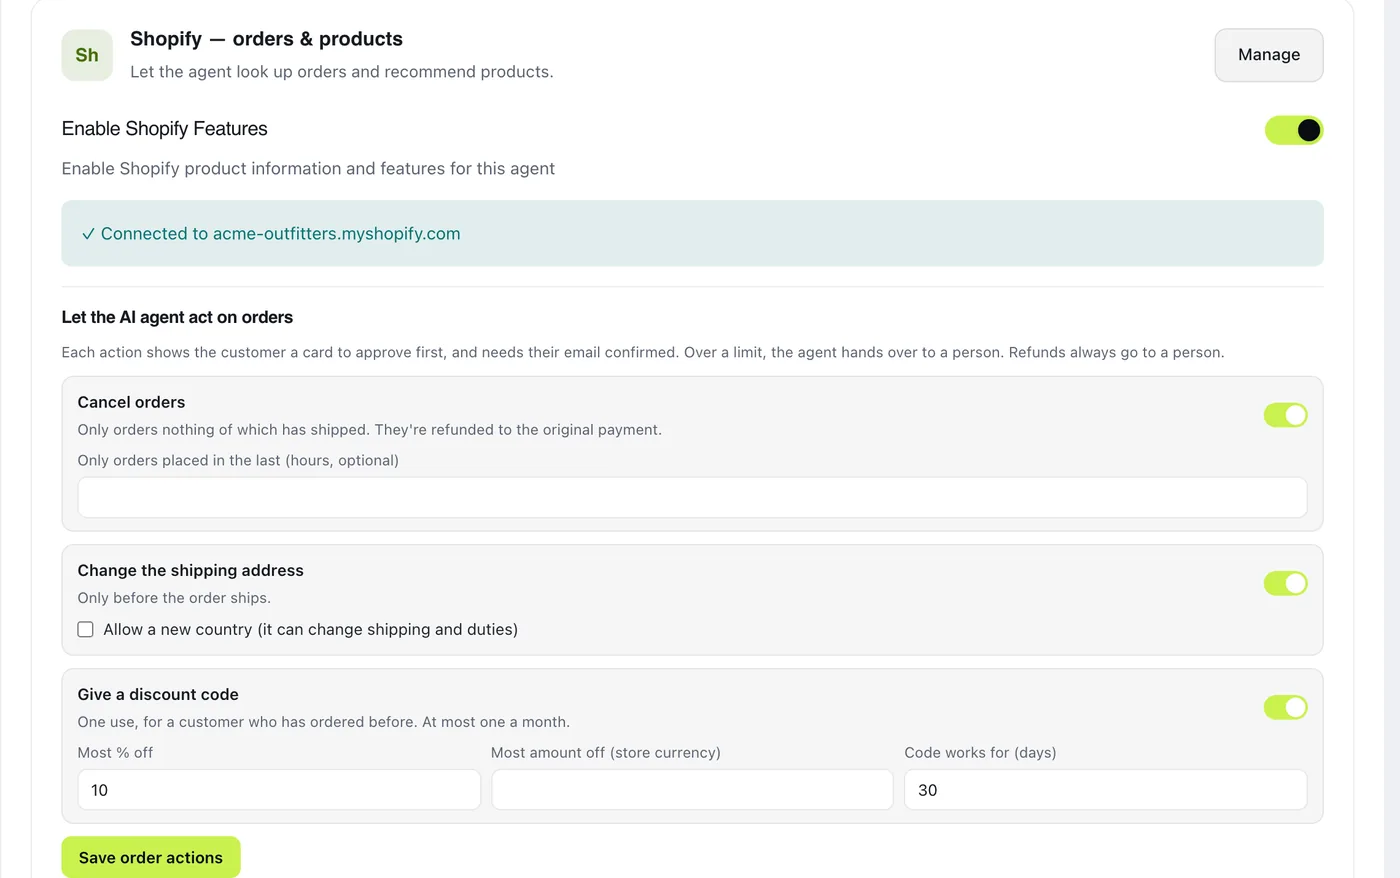 Sh
Shopify — orders & products
Let the agent look up orders and recommend products.
Manage
Enable Shopify Features
Enable Shopify product information and features for this agent
✓ Connected to acme-outfitters.myshopify.com
Let the AI agent act on orders
Each action shows the customer a card to approve first, and needs their email confirmed. Over a limit, the agent hands over to a person. Refunds always go to a person.
Cancel orders
Only orders nothing of which has shipped. They're refunded to the original payment.
Only orders placed in the last (hours, optional)
Change the shipping address
Only before the order ships.
Allow a new country (it can change shipping and duties)
Give a discount code
One use, for a customer who has ordered before. At most one a month.
Most % off
Most amount off (store currency)
Code works for (days)
10
30
Save order actions